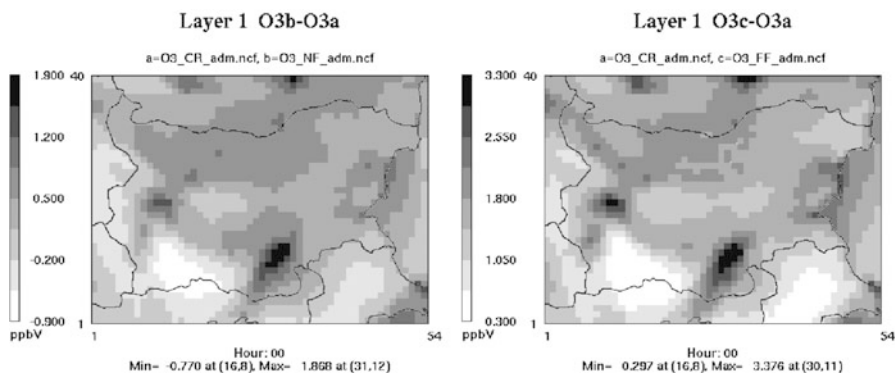 Layer 1 O3b-O3a
a=O3_CR_adm.ncf, b=O3_NF_adm.ncf
1.800
1.200
0.500
-0.200
-0.900
ppbV
40
1
1
54
Hour: 00
Min= -0.770 at (16,8), Max= 1.868 at (31,12)
Layer 1 O3c-O3a
a=O3_CR_adm.ncf, c=O3_FF_adm.ncf
3.300
2.550
1.800
1.050
0.300
ppbV
40
1
1
54
Hour: 00
Min= 0.297 at (16,8), Max= 3.376 at (30,11)